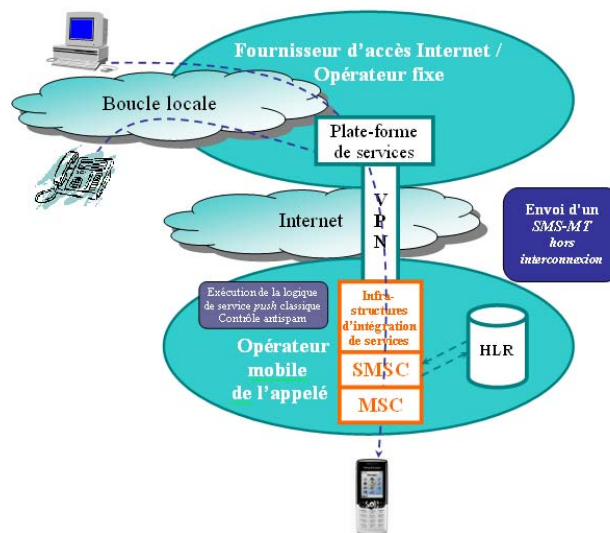 Fournisseur d'accès Internet /
Opérateur fixe
Boucle locale
Plate-forme
de services
Internet
VPN
Envoi d'un
SMS-MT
hors
interconnexion
Exécution de la logique
de service push classique
Contrôle antispam
Infra-
structures
d'intégration
de services
Opérateur
mobile
de l'appelé
SMSC
HLR
MSC